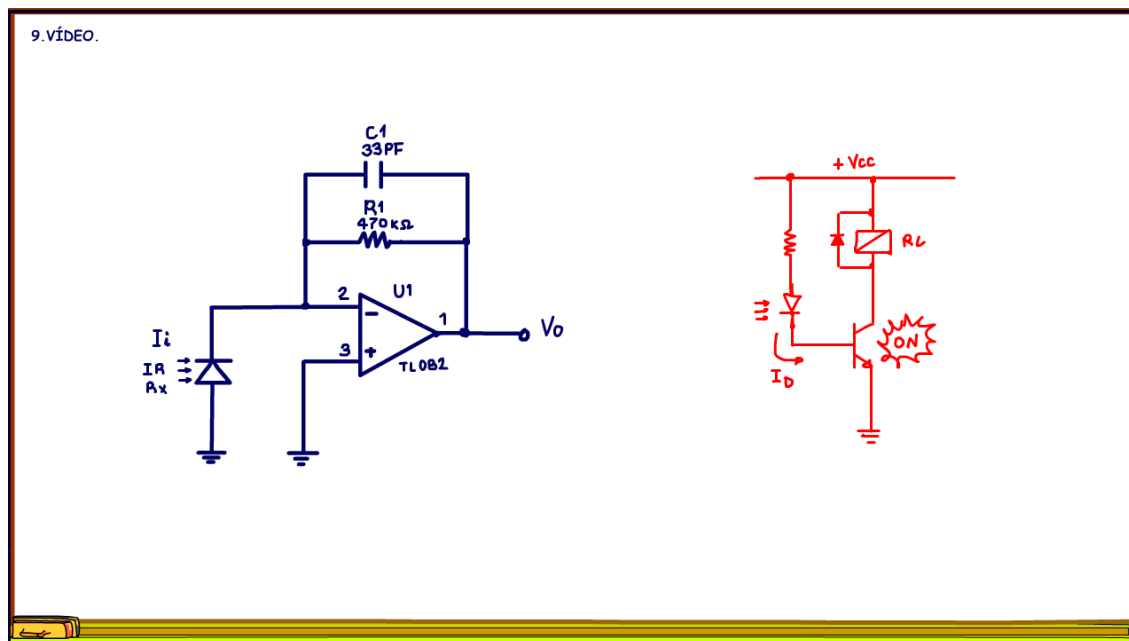 9.VÍDEO.
C1
33PF
R1
470KΩ
2
U1
-
1
Vo
3
+
TL082
Ii
IR
Rx
+ Vcc
RL
ON
ID